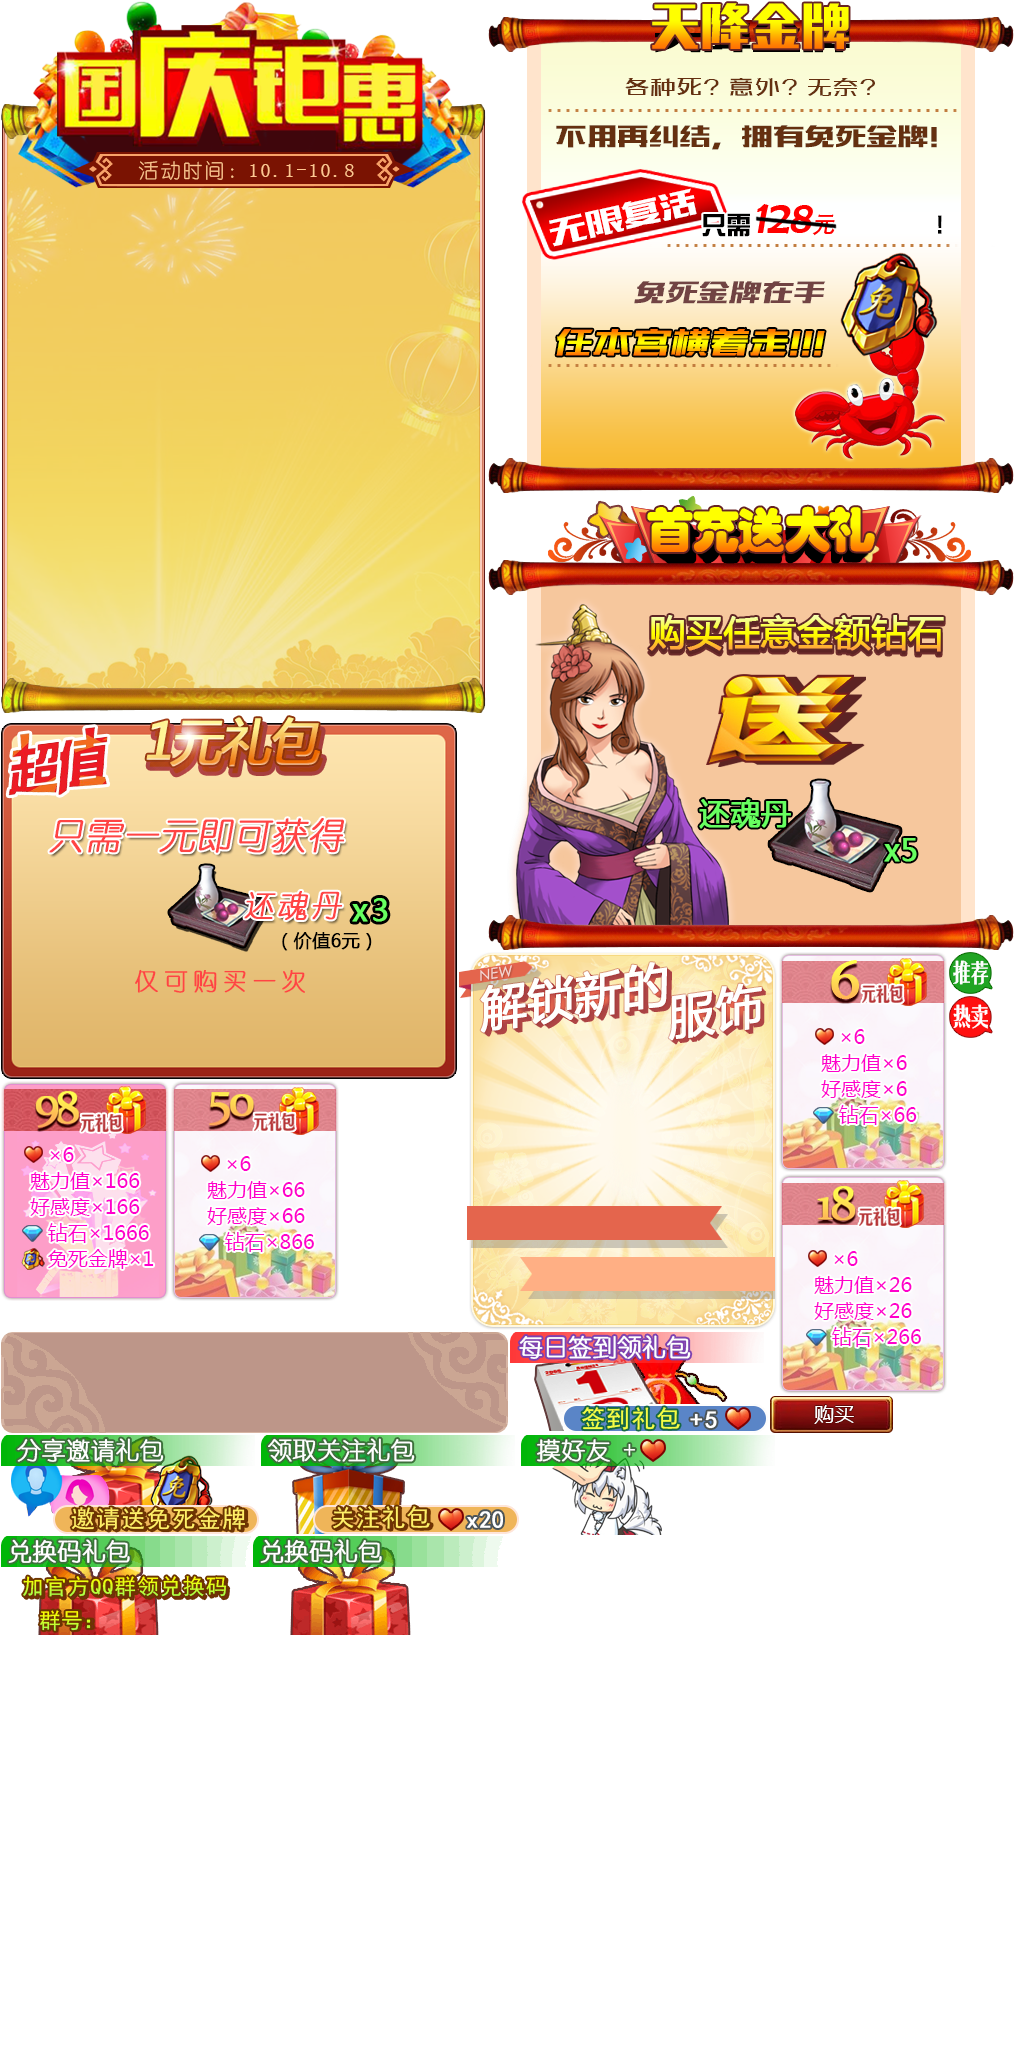 国庆钜惠
活动时间：10.1-10.8
天降金牌
各种死？意外？无奈？
不用再纠结，拥有免死金牌！
无限复活
只需 128元 ！
免死金牌在手
任本宫横着走!!!
首充送大礼
购买任意金额钻石
送
还魂丹
x5
超值
1元礼包
只需一元即可获得
还魂丹 x3
（价值6元）
仅可购买一次
NEW
解锁新的
服饰
6元礼包
×6
魅力值×6
好感度×6
钻石×66
推荐
热卖
98元礼包
×6
魅力值×166
好感度×166
钻石×1666
免死金牌×1
50元礼包
×6
魅力值×66
好感度×66
钻石×866
18元礼包
×6
魅力值×26
好感度×26
钻石×266
每日签到领礼包
1
签到礼包 +5
购买
分享邀请礼包
免
邀请送免死金牌
领取关注礼包
关注礼包 x20
摸好友 +
兑换码礼包
加官方QQ群领兑换码
群号：
兑换码礼包